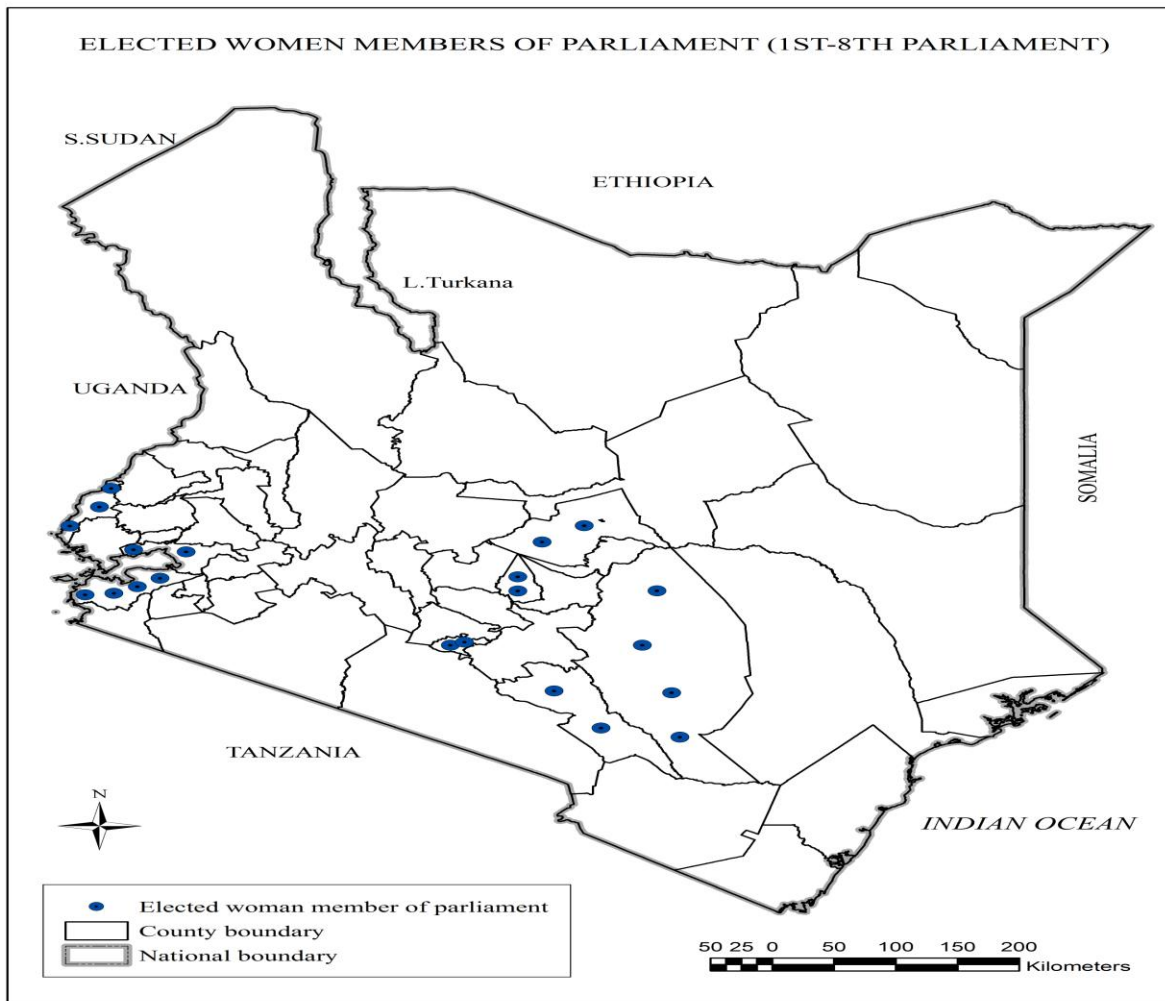 ELECTED WOMEN MEMBERS OF PARLIAMENT (1ST-8TH PARLIAMENT)
S.SUDAN
ETHIOPIA
L.Turkana
UGANDA
SOMALIA
TANZANIA
N
INDIAN OCEAN
Elected woman member of parliament
County boundary
National boundary
50 25 0 50 100 150 200
Kilometers